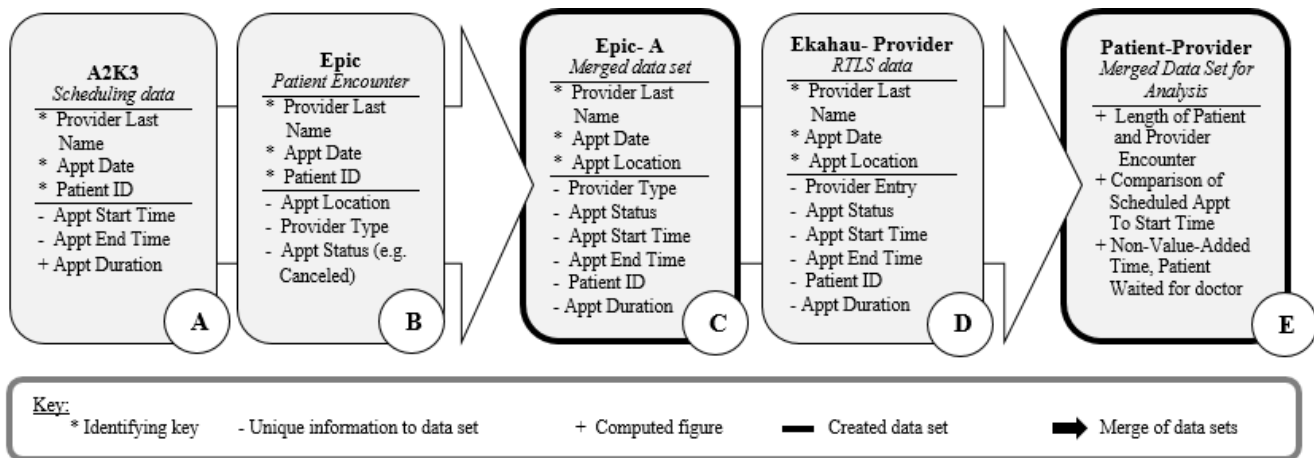 A2K3
Scheduling data
* Provider Last
Name
* Appt Date
* Patient ID
- Appt Start Time
- Appt End Time
+ Appt Duration
A
Epic
Patient Encounter
* Provider Last
Name
* Appt Date
* Patient ID
- Appt Location
- Provider Type
- Appt Status (e.g.
Canceled)
B
Epic- A
Merged data set
* Provider Last
Name
* Appt Date
* Appt Location
- Provider Type
- Appt Status
- Appt Start Time
- Appt End Time
- Patient ID
- Appt Duration
C
Ekahau- Provider
RTLS data
* Provider Last
Name
* Appt Date
* Appt Location
- Provider Entry
- Appt Status
- Appt Start Time
- Appt End Time
- Patient ID
- Appt Duration
D
Patient-Provider
Merged Data Set for
Analysis
+ Length of Patient
and Provider
Encounter
+ Comparison of
Scheduled Appt
To Start Time
+ Non-Value-Added
Time, Patient
Waited for doctor
E
Key:
* Identifying key - Unique information to data set + Computed figure Created data set Merge of data sets